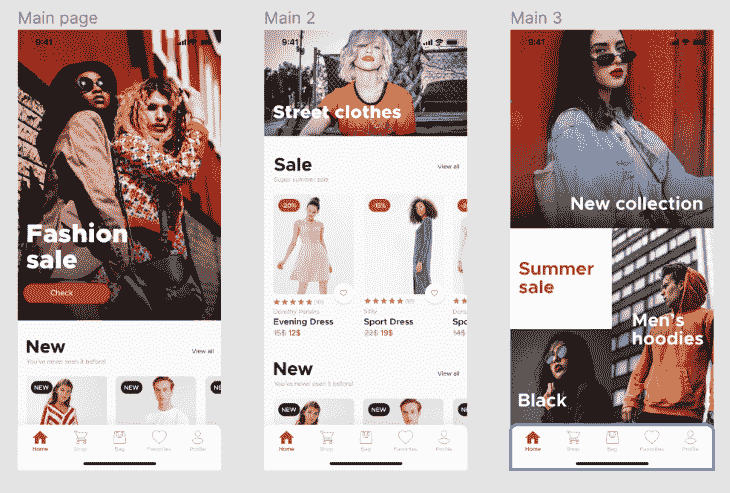 Main page
9:41
Fashion
sale
Check
New
You've never seen it before!
View all
NEW
NEW
Home
Shop
Bag
Favorites
Profile
Main 2
9:41
Street clothes
Sale
View all
Super summer sale
-20%
-15%
(10)
(10)
Dorothy Perkins
Sitlly
Doro
Evening Dress
Sport Dress
Spo
15$ 12$
22$ 19$
14$
New
You've never seen it before!
View all
NEW
NEW
Home
Shop
Bag
Favorites
Profile
Main 3
9:41
New collection
Summer
sale
Men's
hoodies
Black
Home
Shop
Bag
Favorites
Profile